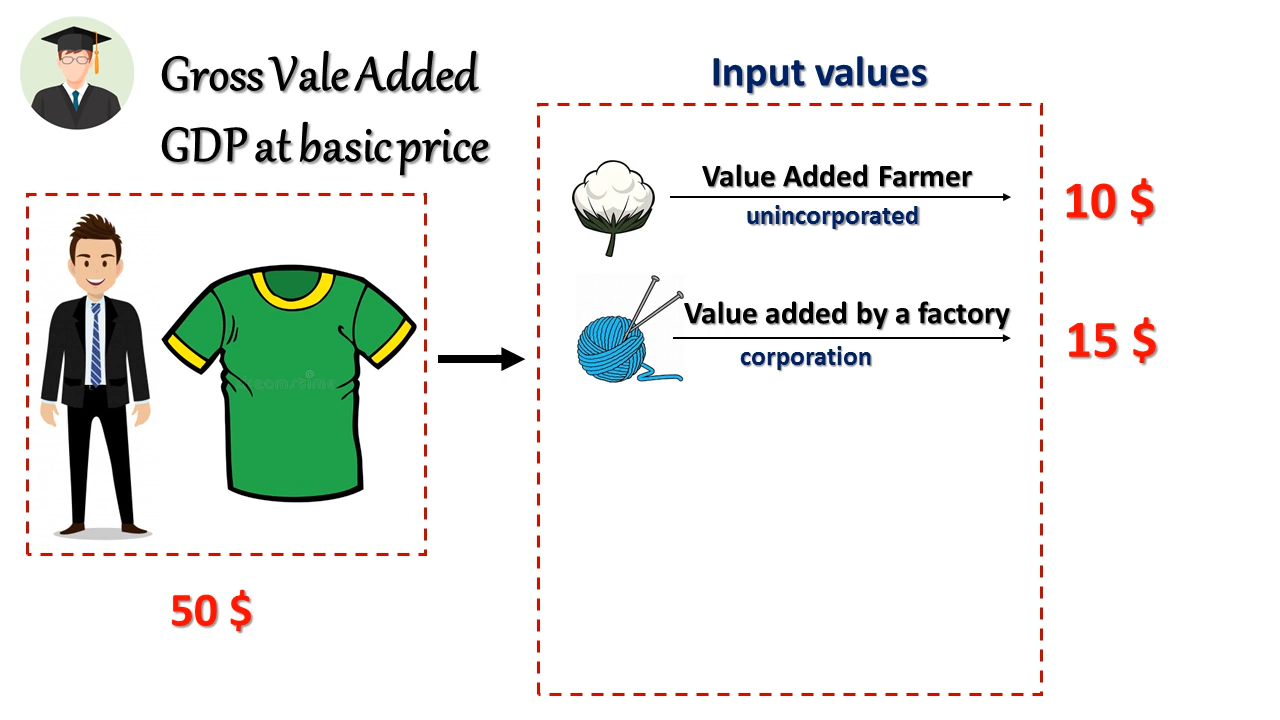 Gross Vale Added
GDP at basic price
Input values
Value Added Farmer
unincorporated
10 $
Value added by a factory
corporation
15 $
dreamstime
50 $